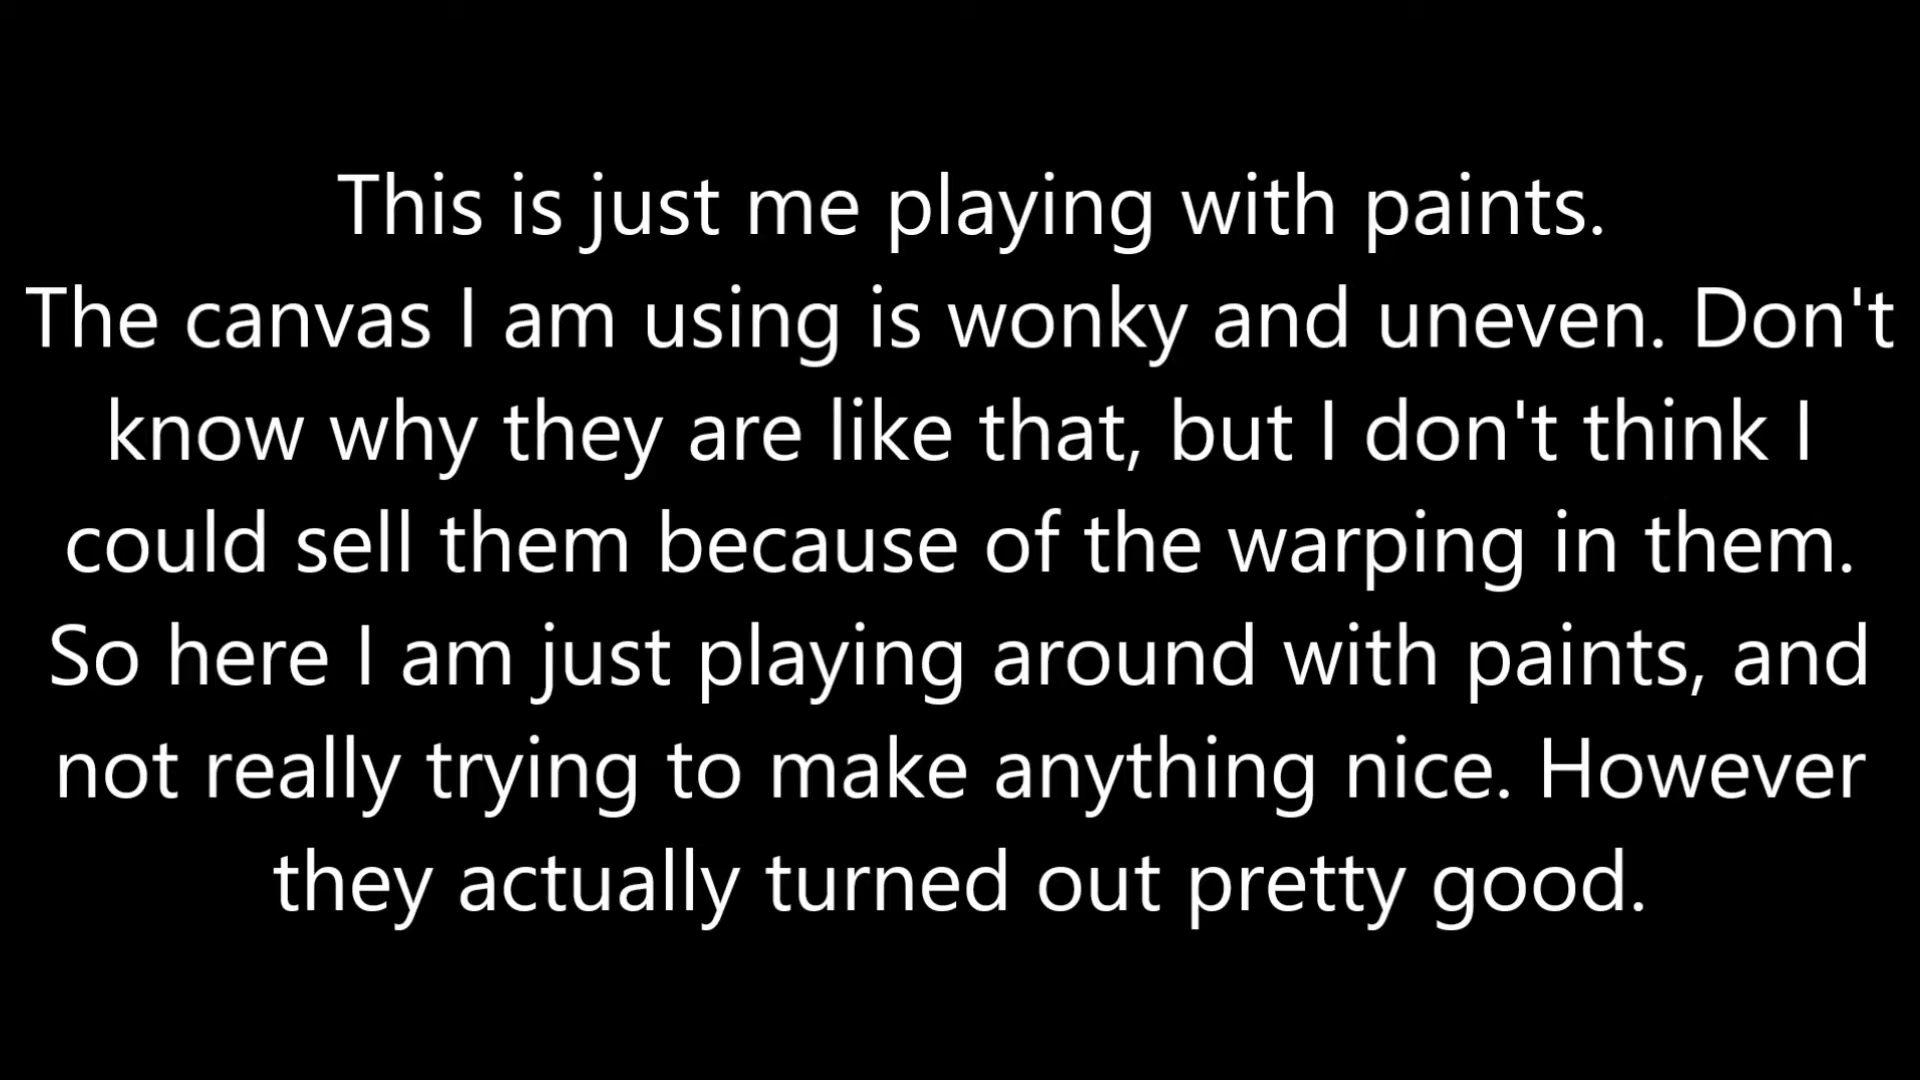 This is just me playing with paints.
The canvas I am using is wonky and uneven. Don't
know why they are like that, but I don't think I
could sell them because of the warping in them.
So here I am just playing around with paints, and
not really trying to make anything nice. However
they actually turned out pretty good.